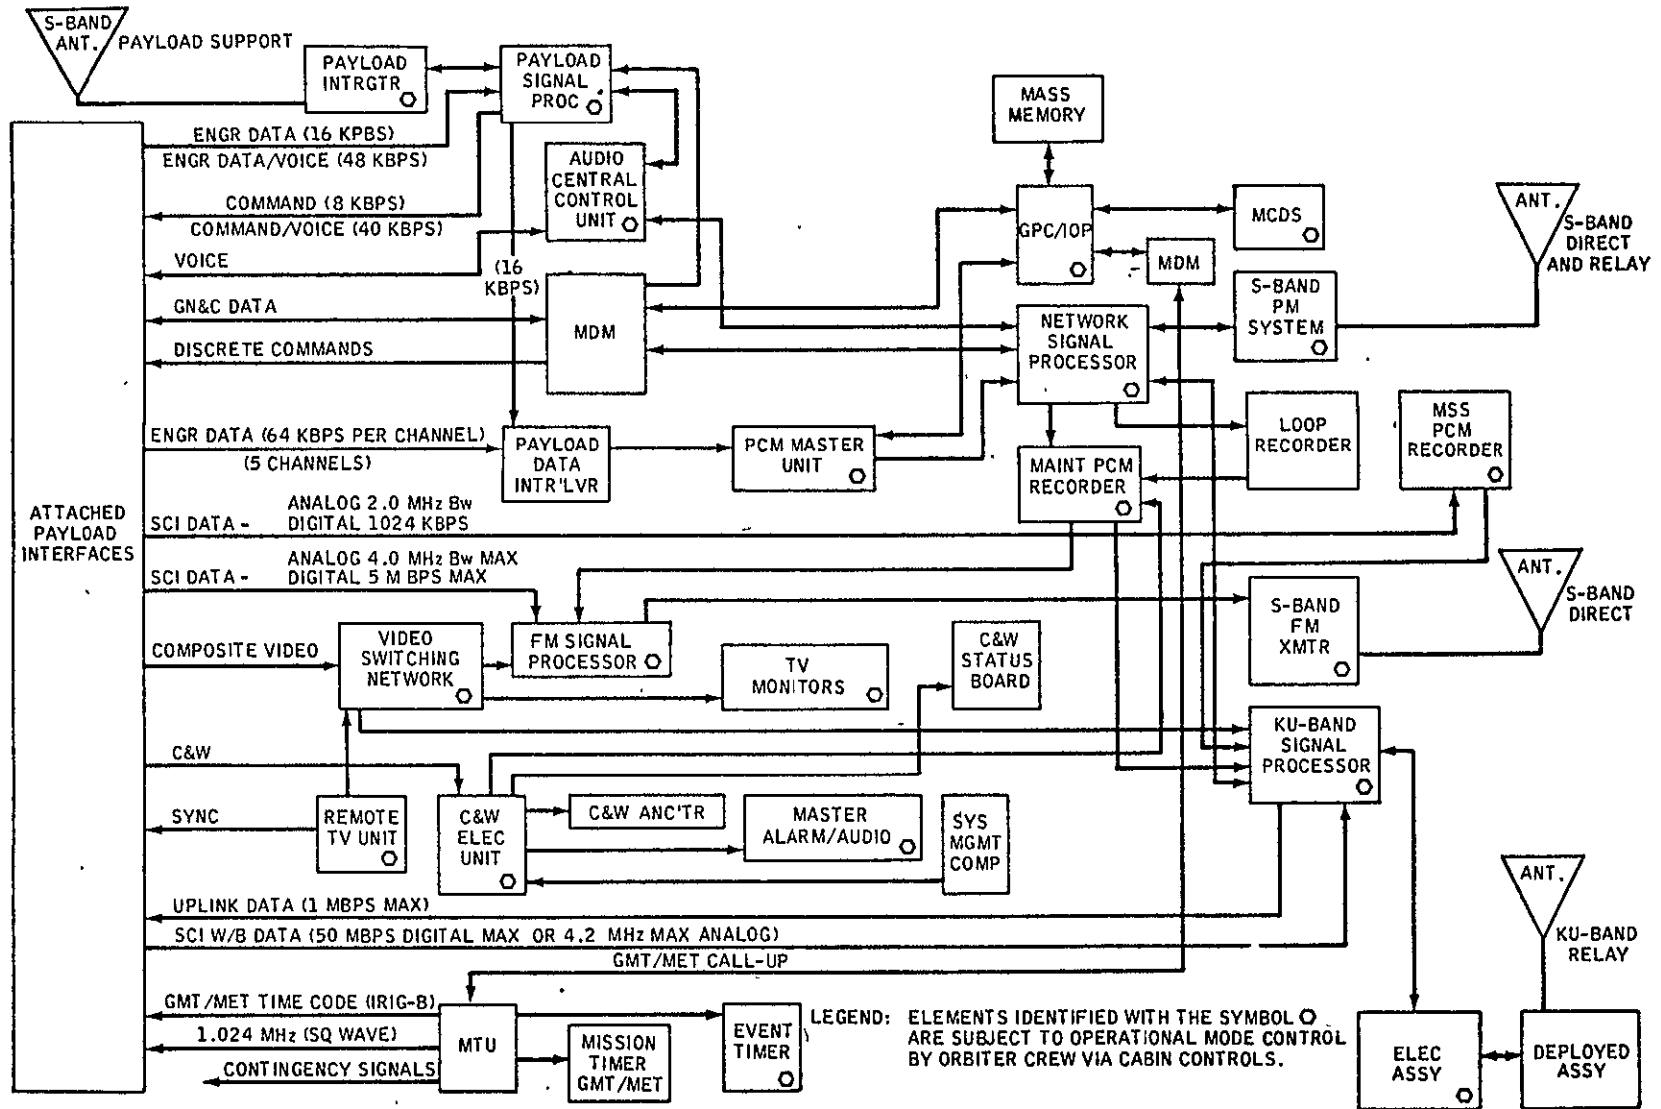 S-BAND
ANT.
PAYLOAD SUPPORT
PAYLOAD
INTRGTR
PAYLOAD
SIGNAL
PROC
MASS
MEMORY
ENGR DATA (16 KPBS)
ENGR DATA/VOICE (48 KBPS)
AUDIO
CENTRAL
CONTROL
UNIT
COMMAND (8 KBPS)
COMMAND/VOICE (40 KBPS)
VOICE
(16
KBPS)
GPC/IOP
MCDS
MDM
ANT.
S-BAND
DIRECT
AND RELAY
GN&C DATA
MDM
DISCRETE COMMANDS
NETWORK
SIGNAL
PROCESSOR
S-BAND
PM
SYSTEM
ENGR DATA (64 KBPS PER CHANNEL)
(5 CHANNELS)
PAYLOAD
DATA
INTR'LVR
PCM MASTER
UNIT
MAINT PCM
RECORDER
LOOP
RECORDER
MSS
PCM
RECORDER
ATTACHED
PAYLOAD
INTERFACES
ANALOG 2.0 MHz Bw
SCI DATA - DIGITAL 1024 KBPS
ANALOG 4.0 MHz Bw MAX
SCI DATA - DIGITAL 5 M BPS MAX
ANT.
S-BAND
DIRECT
S-BAND
FM
XMTR
COMPOSITE VIDEO
VIDEO
SWITCHING
NETWORK
FM SIGNAL
PROCESSOR
TV
MONITORS
C&W
STATUS
BOARD
KU-BAND
SIGNAL
PROCESSOR
C&W
SYNC
REMOTE
TV UNIT
C&W
ELEC
UNIT
C&W ANC'TR
MASTER
ALARM/AUDIO
SYS
MGMT
COMP
UPLINK DATA (1 MBPS MAX)
SCI W/B DATA (50 MBPS DIGITAL MAX OR 4.2 MHz MAX ANALOG)
GMT/MET CALL-UP
ANT.
KU-BAND
RELAY
GMT/MET TIME CODE (IRIG-B)
1.024 MHz (SQ WAVE)
CONTINGENCY SIGNALS
MTU
MISSION
TIMER
GMT/MET
EVENT
TIMER
LEGEND: ELEMENTS IDENTIFIED WITH THE SYMBOL
ARE SUBJECT TO OPERATIONAL MODE CONTROL
BY ORBITER CREW VIA CABIN CONTROLS.
ELEC
ASSY
DEPLOYED
ASSY